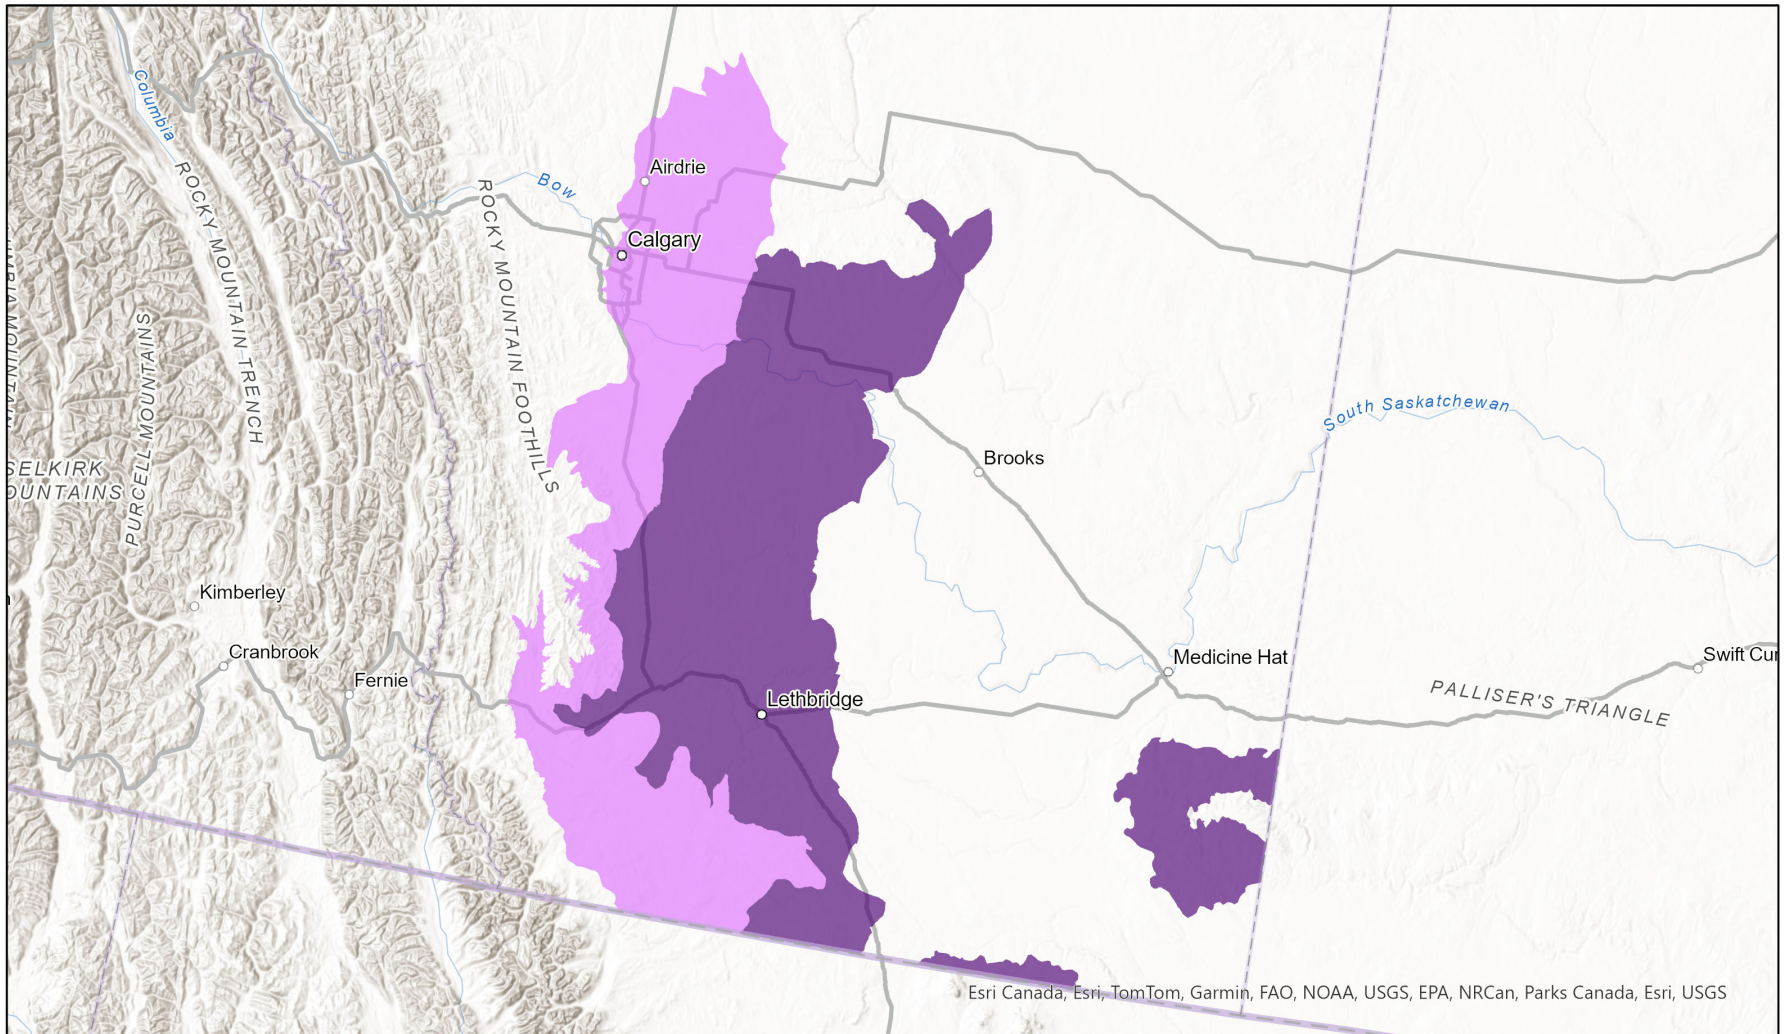 Columbia
ROCKY MOUNTAIN TRENCH
ROCKY MOUNTAIN FOOTHILLS
Bow
Airdrie
Calgary
PURCELL MOUNTAINS
SELKIRK
OUNTAINS
South Saskatchewan
Brooks
Kimberley
Cranbrook
Fernie
Medicine Hat
Lethbridge
Swift Cur
PALLISER'S TRIANGLE
Esri Canada, Esri, TomTom, Garmin, FAO, NOAA, USGS, EPA, NRCan, Parks Canada, Esri, USGS